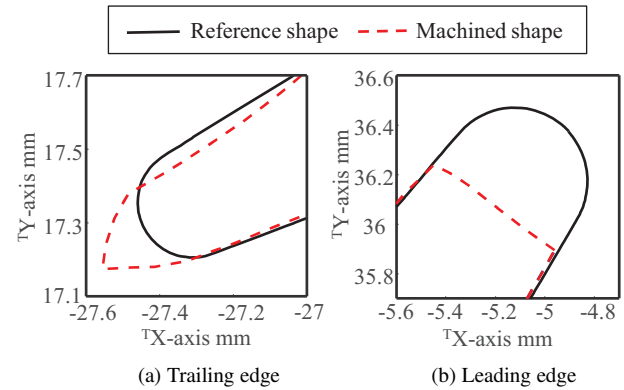 Reference shape Machined shape
17.7
17.5
17.3
17.1
ᵀY-axis mm
-27.6 -27.4 -27.2 -27
ᵀX-axis mm
(a) Trailing edge
36.6
36.4
36.2
36
35.8
ᵀY-axis mm
-5.6 -5.4 -5.2 -5 -4.8
ᵀX-axis mm
(b) Leading edge